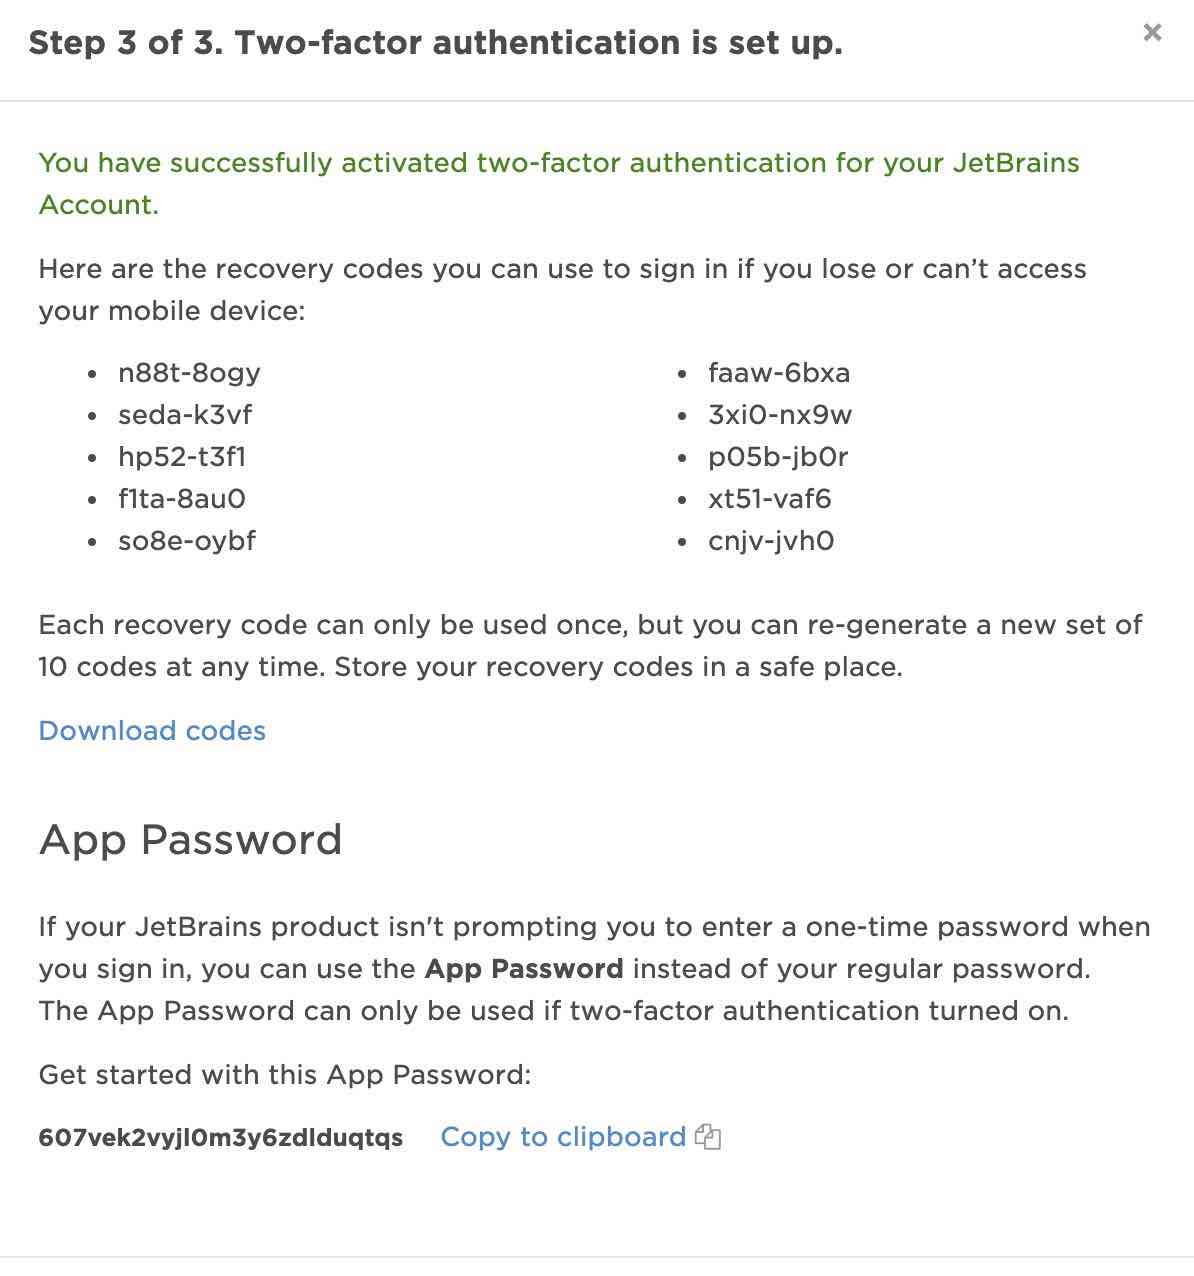 Step 3 of 3. Two-factor authentication is set up.
You have successfully activated two-factor authentication for your JetBrains
Account.
Here are the recovery codes you can use to sign in if you lose or can’t access
your mobile device:
n88t-8ogy
seda-k3vf
hp52-t3f1
f1ta-8au0
so8e-oybf
faaw-6bxa
3xi0-nx9w
p05b-jb0r
xt51-vaf6
cnjv-jvh0
Each recovery code can only be used once, but you can re-generate a new set of
10 codes at any time. Store your recovery codes in a safe place.
Download codes
App Password
If your JetBrains product isn't prompting you to enter a one-time password when
you sign in, you can use the App Password instead of your regular password.
The App Password can only be used if two-factor authentication turned on.
Get started with this App Password:
607vek2vyjl0m3y6zdlduqtqs Copy to clipboard